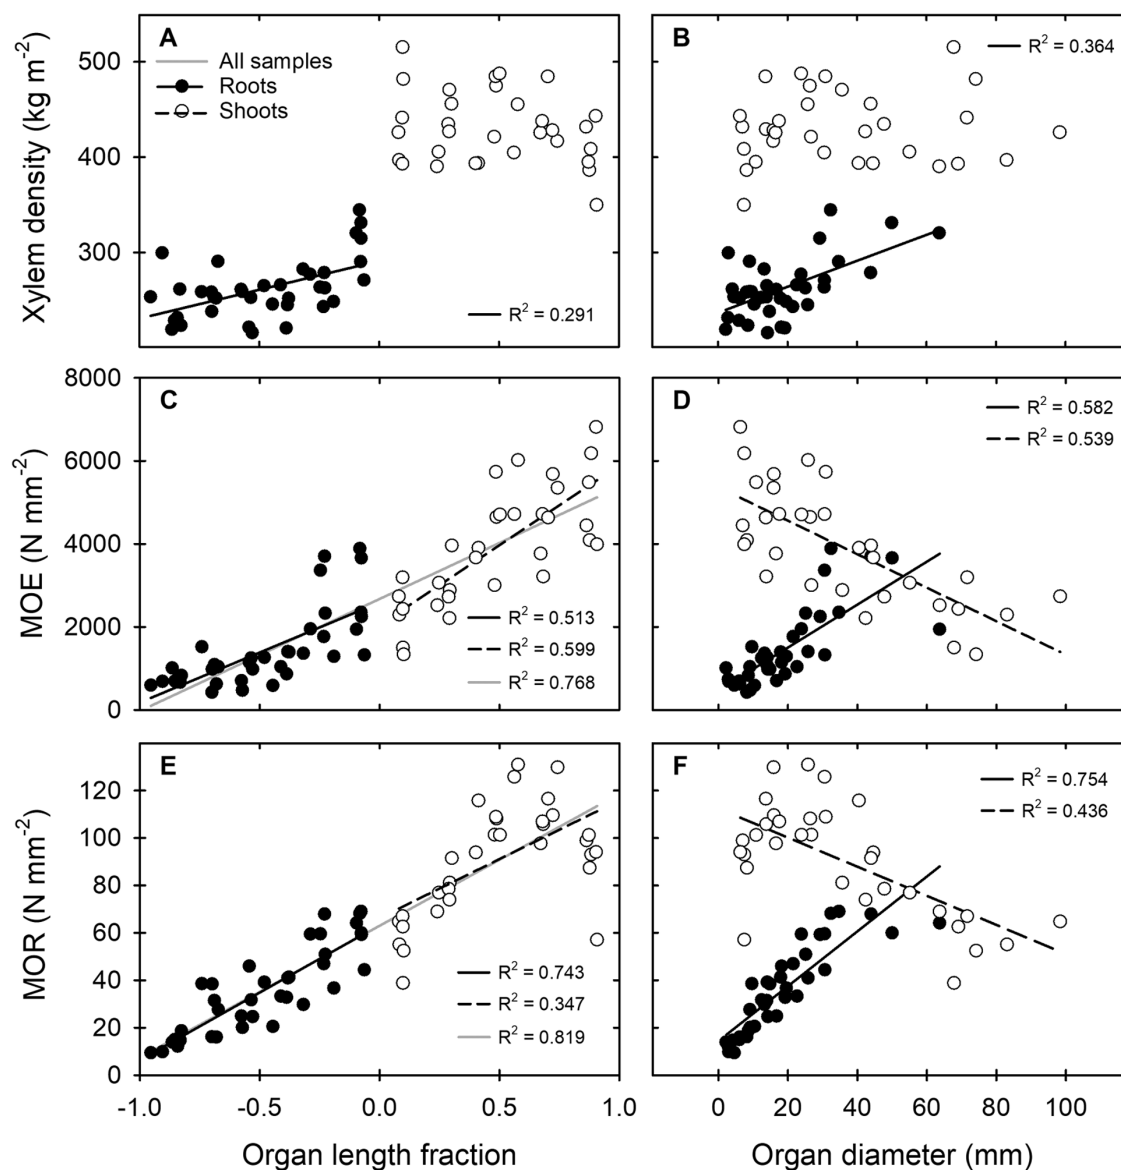 A
All samples
Roots
Shoots
R² = 0.291
Xylem density (kg m⁻²)
500
400
300
200
B
R² = 0.364
C
R² = 0.513
R² = 0.599
R² = 0.768
MOE (N mm⁻²)
8000
6000
4000
2000
0
D
R² = 0.582
R² = 0.539
E
R² = 0.743
R² = 0.347
R² = 0.819
MOR (N mm⁻²)
120
100
80
60
40
20
0
F
R² = 0.754
R² = 0.436
-1.0 -0.5 0.0 0.5 1.0
Organ length fraction
0 20 40 60 80 100
Organ diameter (mm)